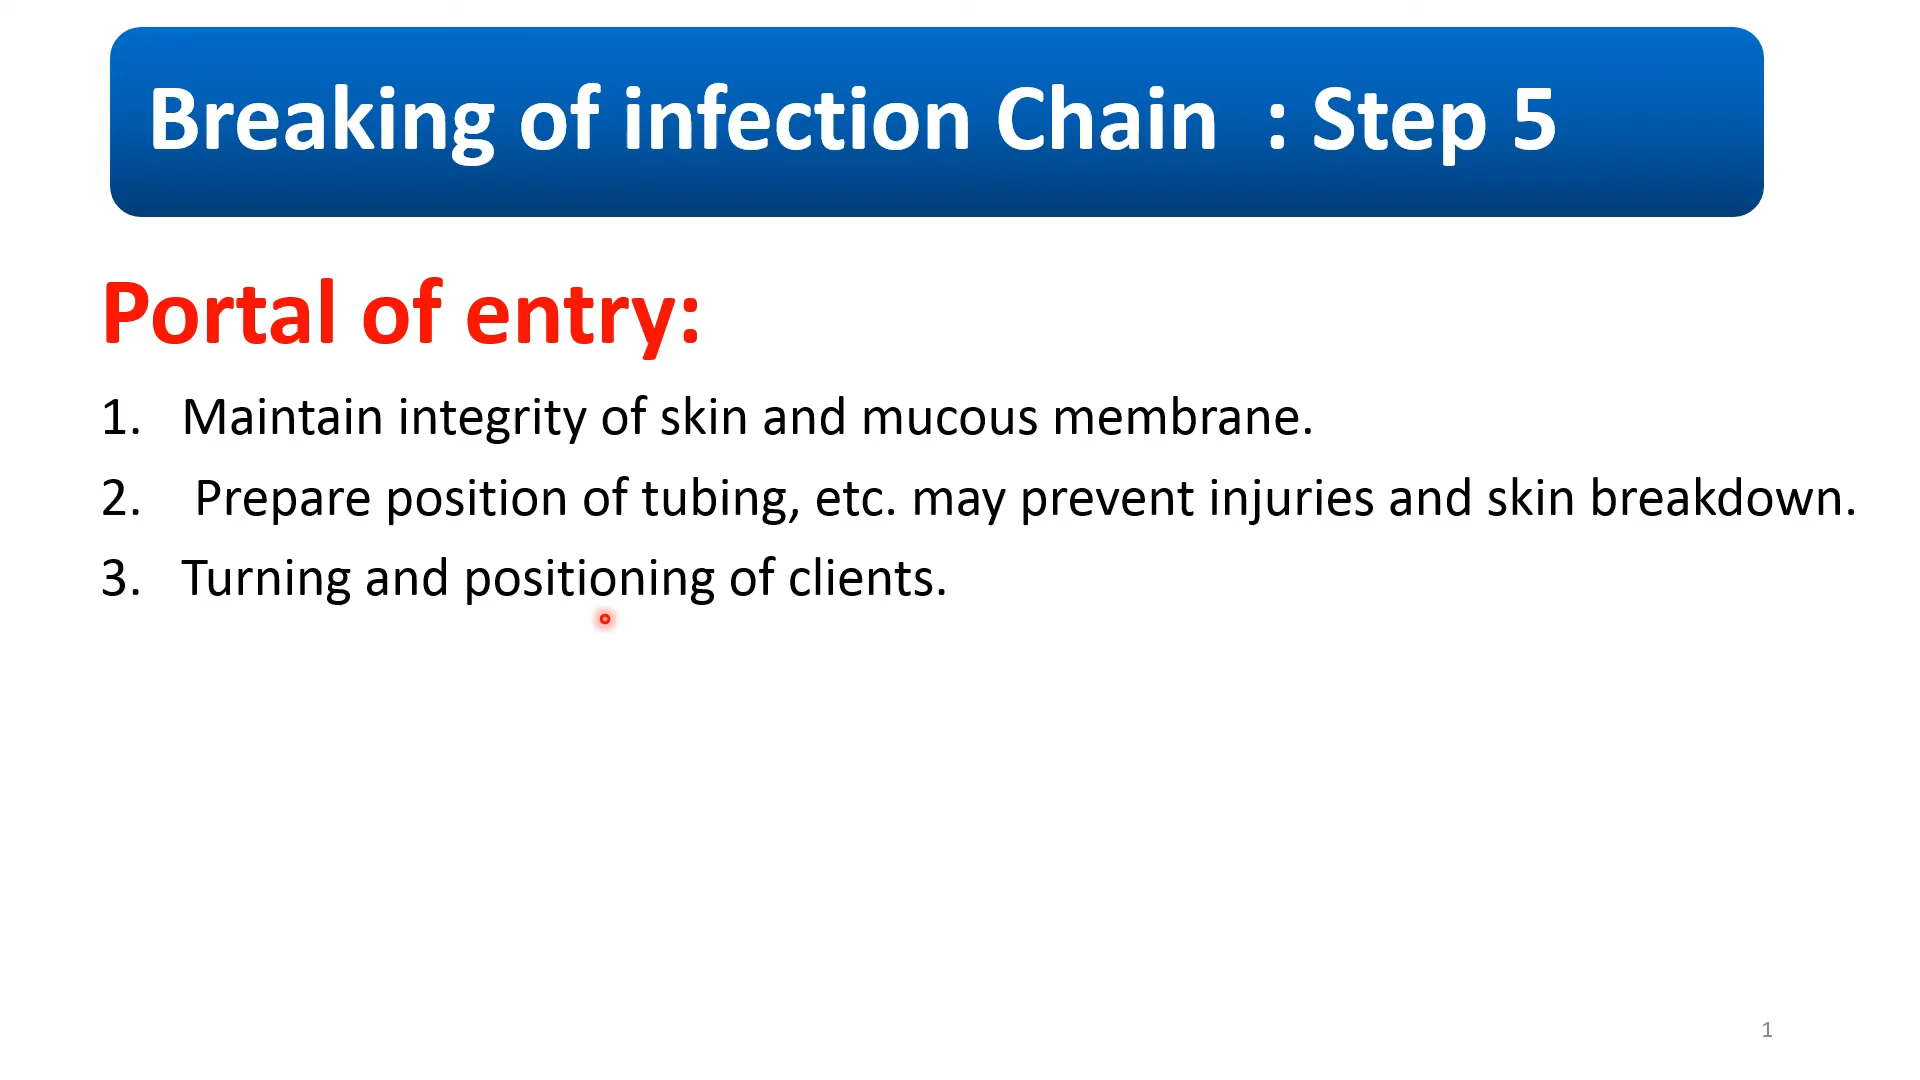 Breaking of infection Chain  : Step 5
Portal of entry:
1. Maintain integrity of skin and mucous membrane.
2. Prepare position of tubing, etc. may prevent injuries and skin breakdown.
3. Turning and positioning of clients.
1